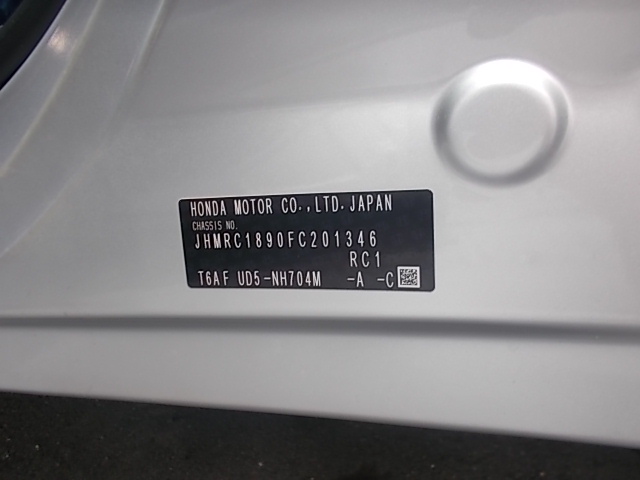 HONDA MOTOR CO.,LTD.JAPAN
CHASSIS NO.
JHMRC1890FC201346
RC1
T6AF UD5-NH704M -A -C